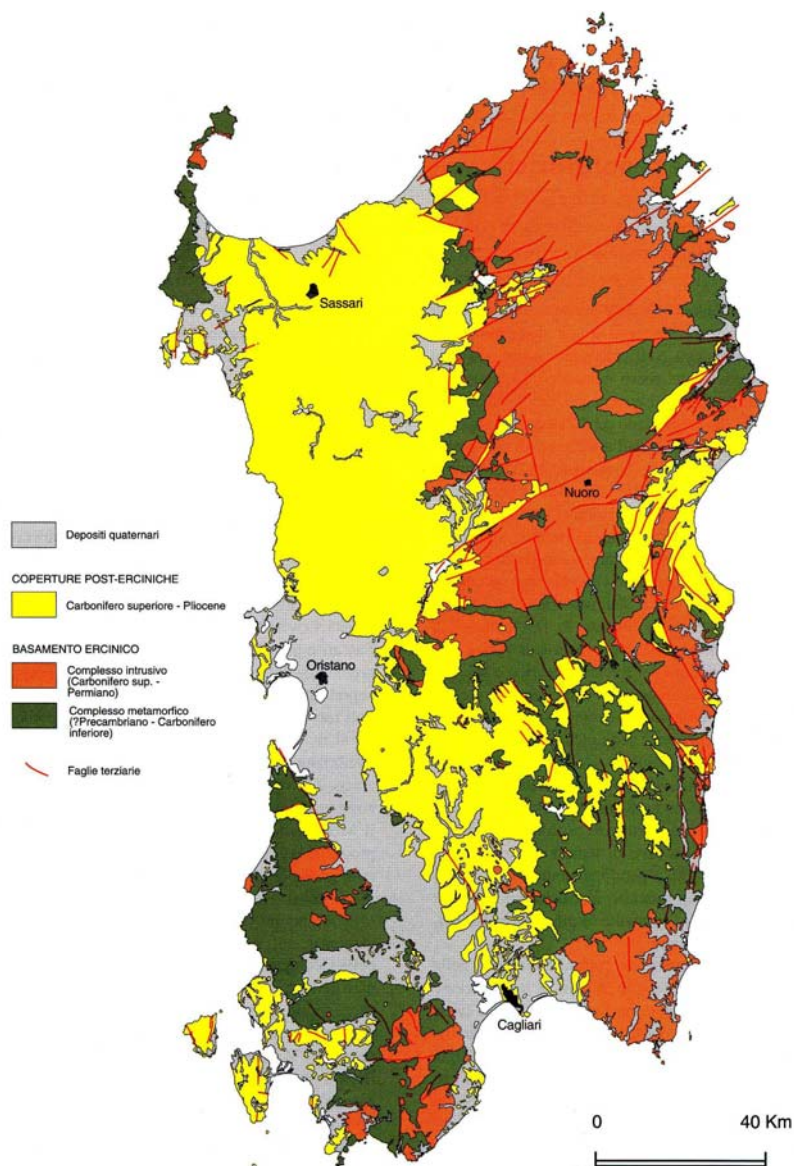 Sassari
Nuoro
Depositi quaternari
COPERTURE POST-ERCINICHE
Carbonifero superiore - Pliocene
BASAMENTO ERCINICO
Complesso intrusivo
(Carbonifero sup. -
Permiano)
Complesso metamorfico
(?Precambriano - Carbonifero
inferiore)
Faglie terziarie
Oristano
Cagliari
0 40 Km